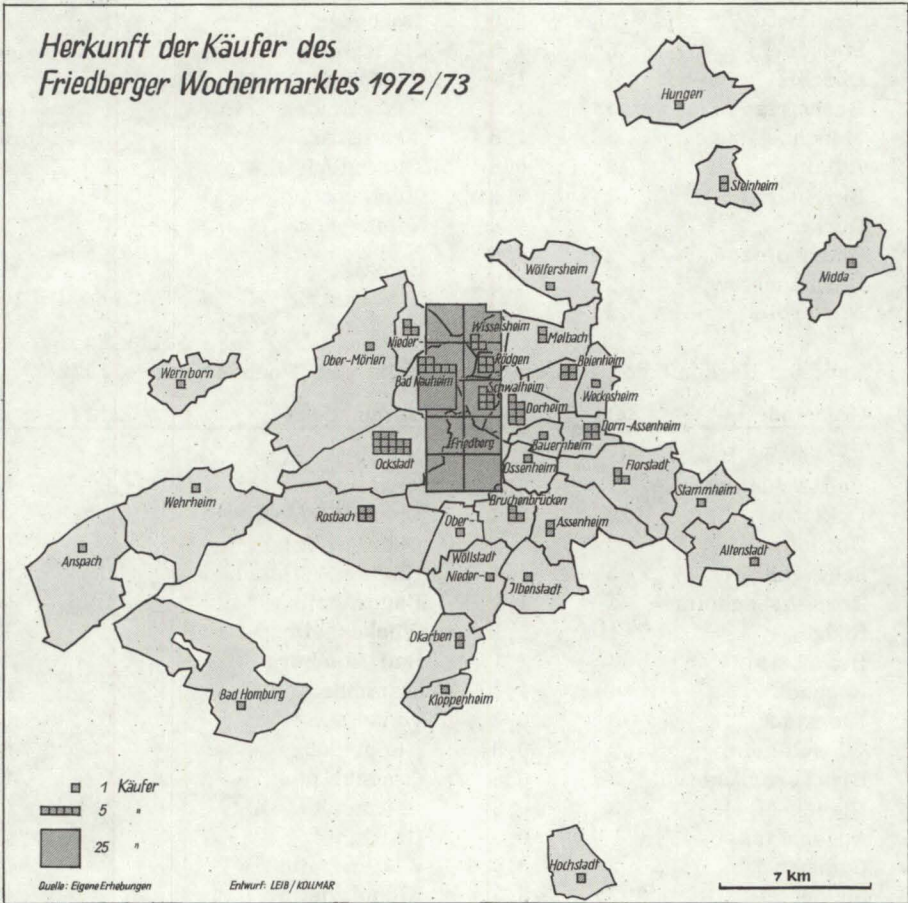 Herkunft der Käufer des
Friedberger Wochenmarktes 1972/73
Hungen
Steinheim
Nidda
Wölfersheim
Wisselsheim
Melbach
Nieder-
Ober-Mörlen
Rödgen
Beienheim
Wernborn
Bad Nauheim
Schwalheim
Weckesheim
Dorheim
Dorn-Assenheim
Friedberg
Bauernheim
Ockstadt
Ossenheim
Florstadt
Wehrheim
Stammheim
Bruchenbrücken
Rosbach
Ober-
Assenheim
Altenstadt
Anspach
Wöllstadt
Nieder-
Ilbenstadt
Okarben
Bad Homburg
Kloppenheim
1 Käufer
5 "
25 "
Hochstadt
7 km
Quelle: Eigene Erhebungen
Entwurf: LEIB / KOLLMAR